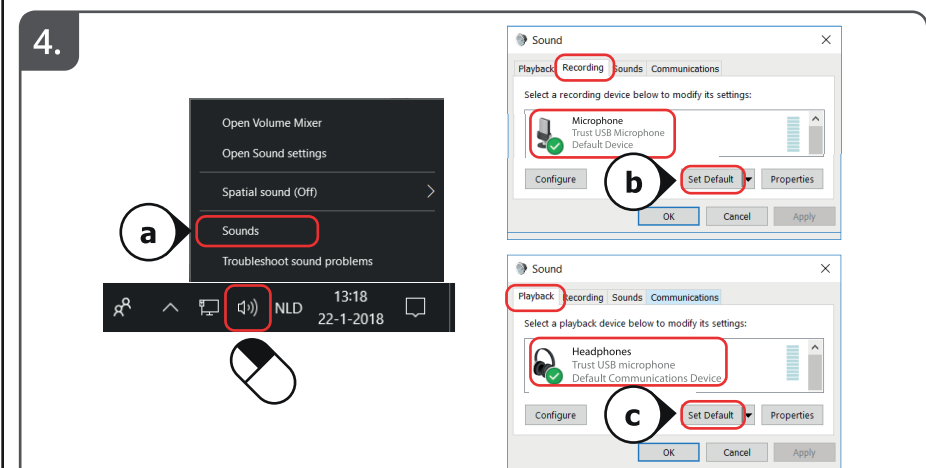 4.
Open Volume Mixer
Open Sound settings
Spatial sound (Off)
a
Sounds
Troubleshoot sound problems
NLD
13:18
22-1-2018
Sound
Playback Recording Sounds Communications
Select a recording device below to modify its settings:
Microphone
Trust USB Microphone
Default Device
b
Configure Set Default Properties
OK Cancel Apply
Sound
Playback Recording Sounds Communications
Select a playback device below to modify its settings:
Headphones
Trust USB microphone
Default Communications Device
c
Configure Set Default Properties
OK Cancel Apply